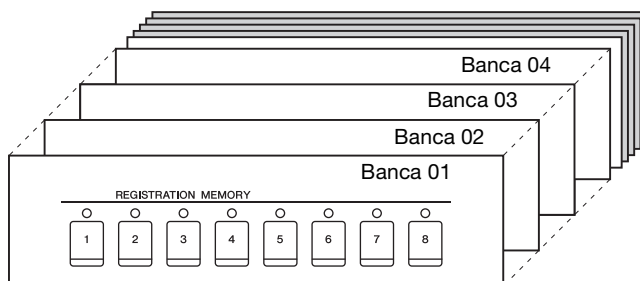 Banca 04
Banca 03
Banca 02
Banca 01
REGISTRATION MEMORY
1 2 3 4 5 6 7 8